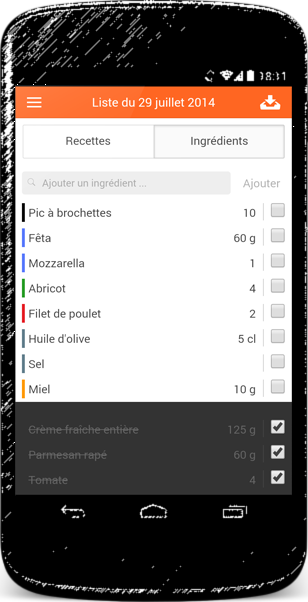 18:31
Liste du 29 juillet 2014
Recettes Ingrédients
Ajouter un ingrédient ... Ajouter
Pic à brochettes 10
Fêta 60 g
Mozzarella 1
Abricot 4
Filet de poulet 2
Huile d'olive 5 cl
Sel
Miel 10 g
Crème fraîche entière 125 g
Parmesan rapé 60 g
Tomate 4